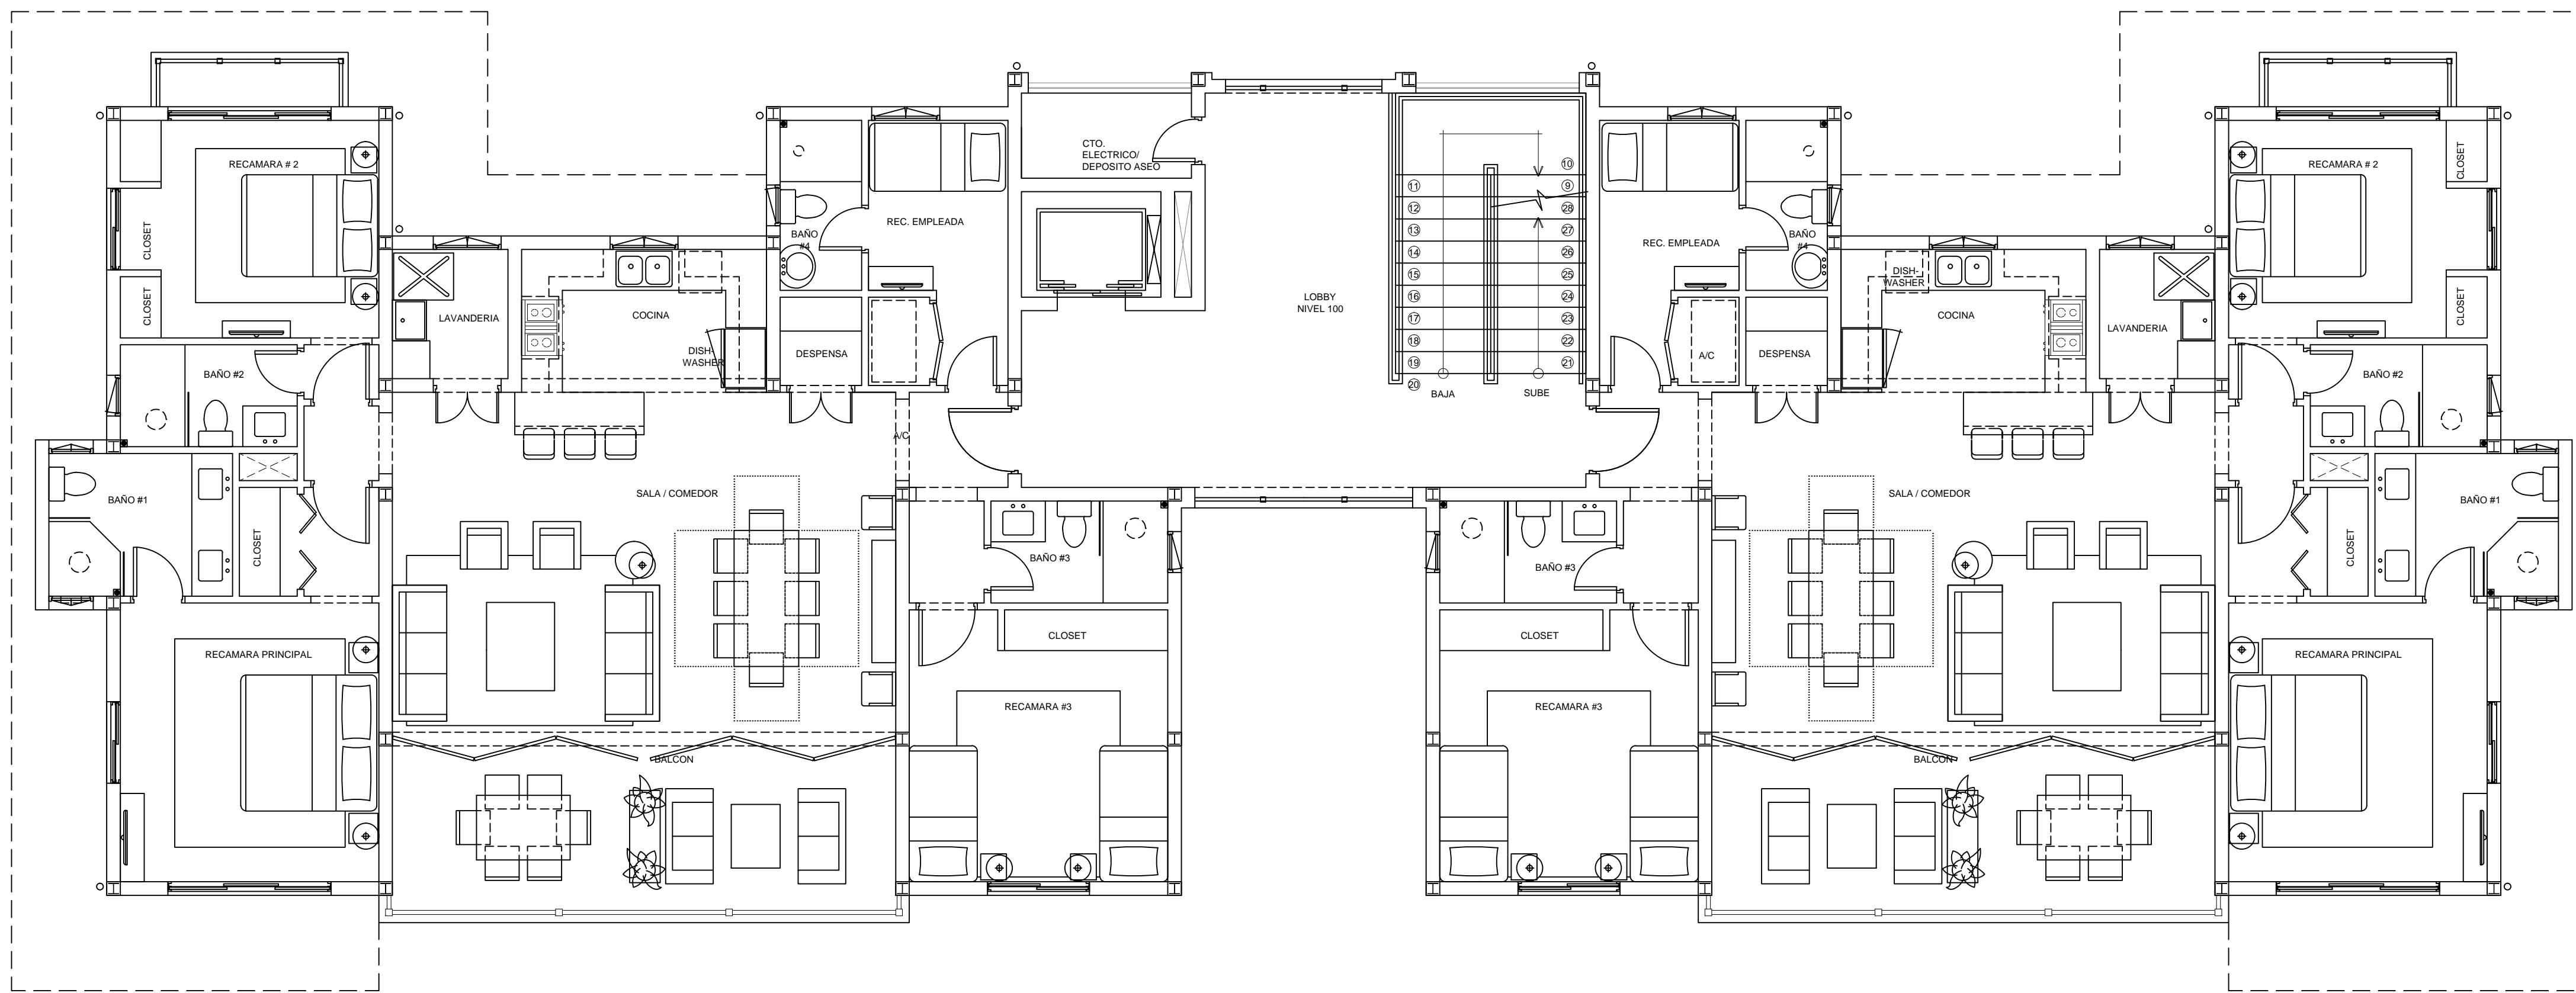 RECAMARA # 2
CLOSET
CLOSET
BAÑO #2
BAÑO #1
CLOSET
RECAMARA PRINCIPAL
LAVANDERIA
COCINA
DISH-
WASHER
BAÑO
#4
DESPENSA
REC. EMPLEADA
A/C
SALA / COMEDOR
BALCON
BAÑO #3
CLOSET
RECAMARA #3
CTO.
ELECTRICO/
DEPOSITO ASEO
LOBBY
NIVEL 100
11
12
13
14
15
16
17
18
19
20
10
9
28
27
26
25
24
23
22
21
BAJA
SUBE
REC. EMPLEADA
BAÑO
#4
A/C
DESPENSA
DISH-
WASHER
COCINA
LAVANDERIA
SALA / COMEDOR
BAÑO #3
CLOSET
RECAMARA #3
BALCON
RECAMARA # 2
CLOSET
CLOSET
BAÑO #2
BAÑO #1
CLOSET
RECAMARA PRINCIPAL